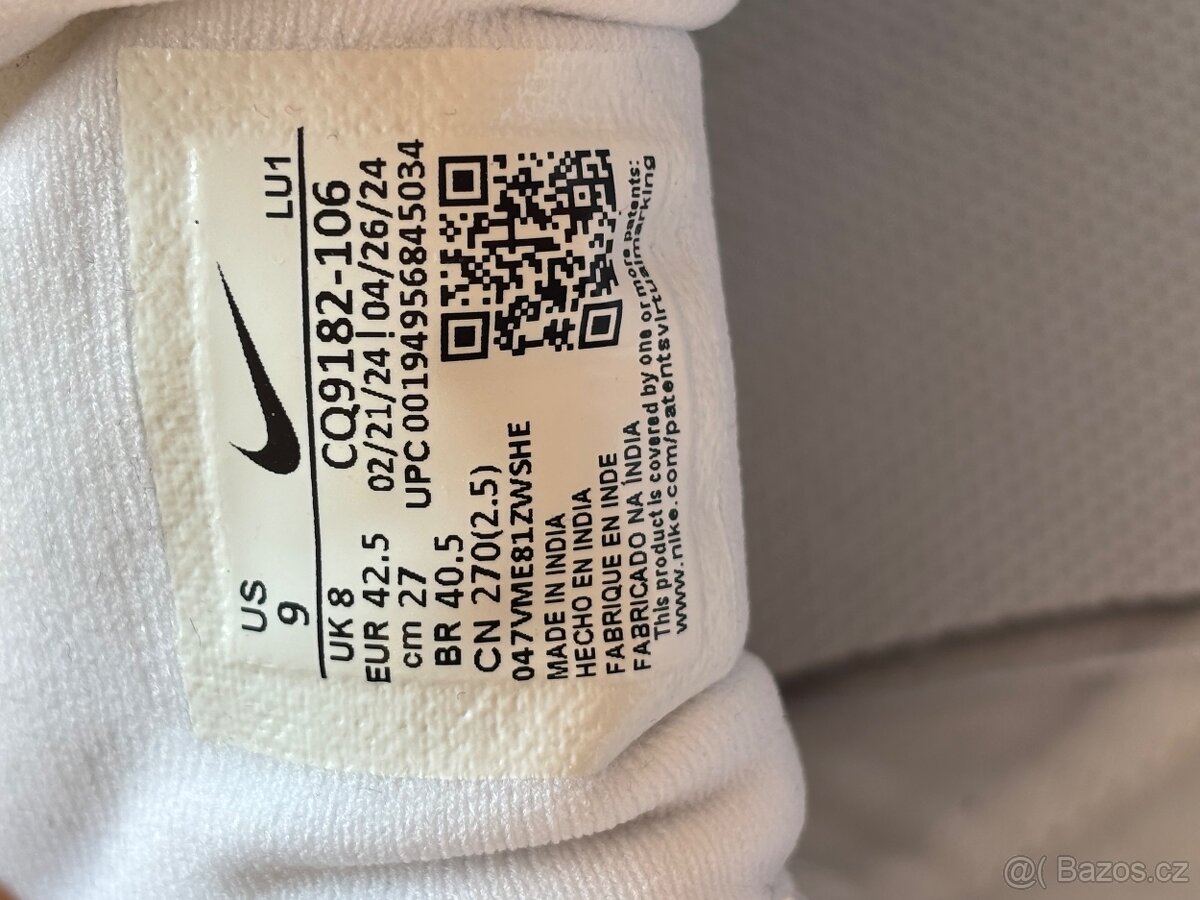 US
9
LU1
UK 8
CQ9182-106
EUR 42.5
02/21/24 | 04/26/24
cm 27
UPC 00194956845034
BR 40.5
CN 270(2.5)
047VME81ZWSHE
MADE IN INDIA
HECHO EN INDIA
FABRIQUE EN INDE
FABRICADO NA ÍNDIA
This product is covered by one or more patents:
www.nike.com/patentsvirtualmarking
@( Bazos.cz